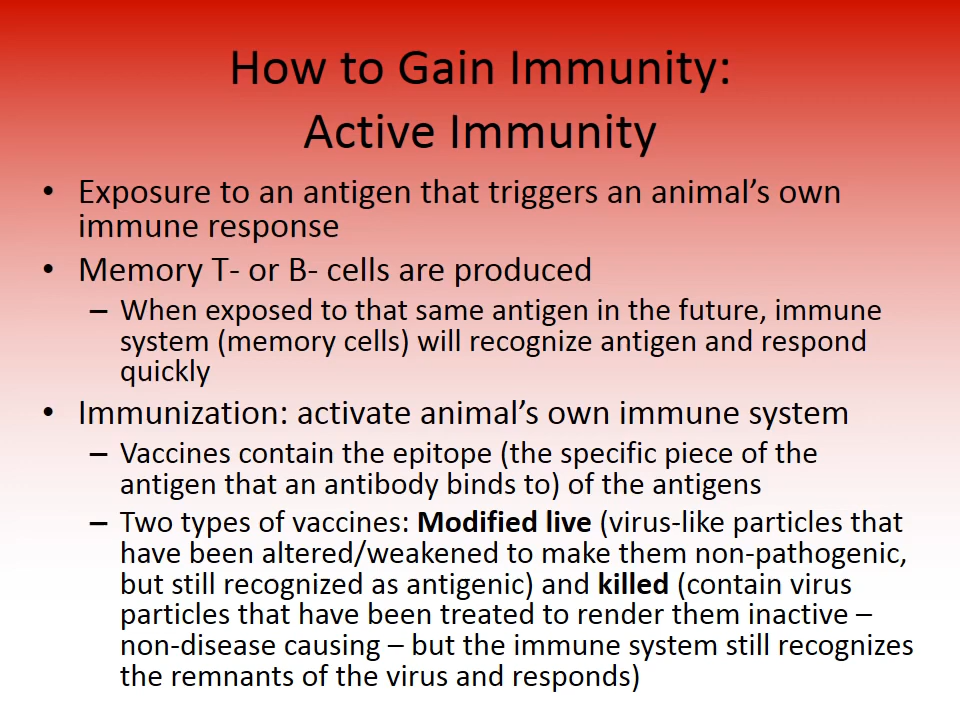 How to Gain Immunity:
Active Immunity
• Exposure to an antigen that triggers an animal’s own
immune response
• Memory T- or B- cells are produced
– When exposed to that same antigen in the future, immune
system (memory cells) will recognize antigen and respond
quickly
• Immunization: activate animal’s own immune system
– Vaccines contain the epitope (the specific piece of the
antigen that an antibody binds to) of the antigens
– Two types of vaccines: Modified live (virus-like particles that
have been altered/weakened to make them non-pathogenic,
but still recognized as antigenic) and killed (contain virus
particles that have been treated to render them inactive –
non-disease causing – but the immune system still recognizes
the remnants of the virus and responds)